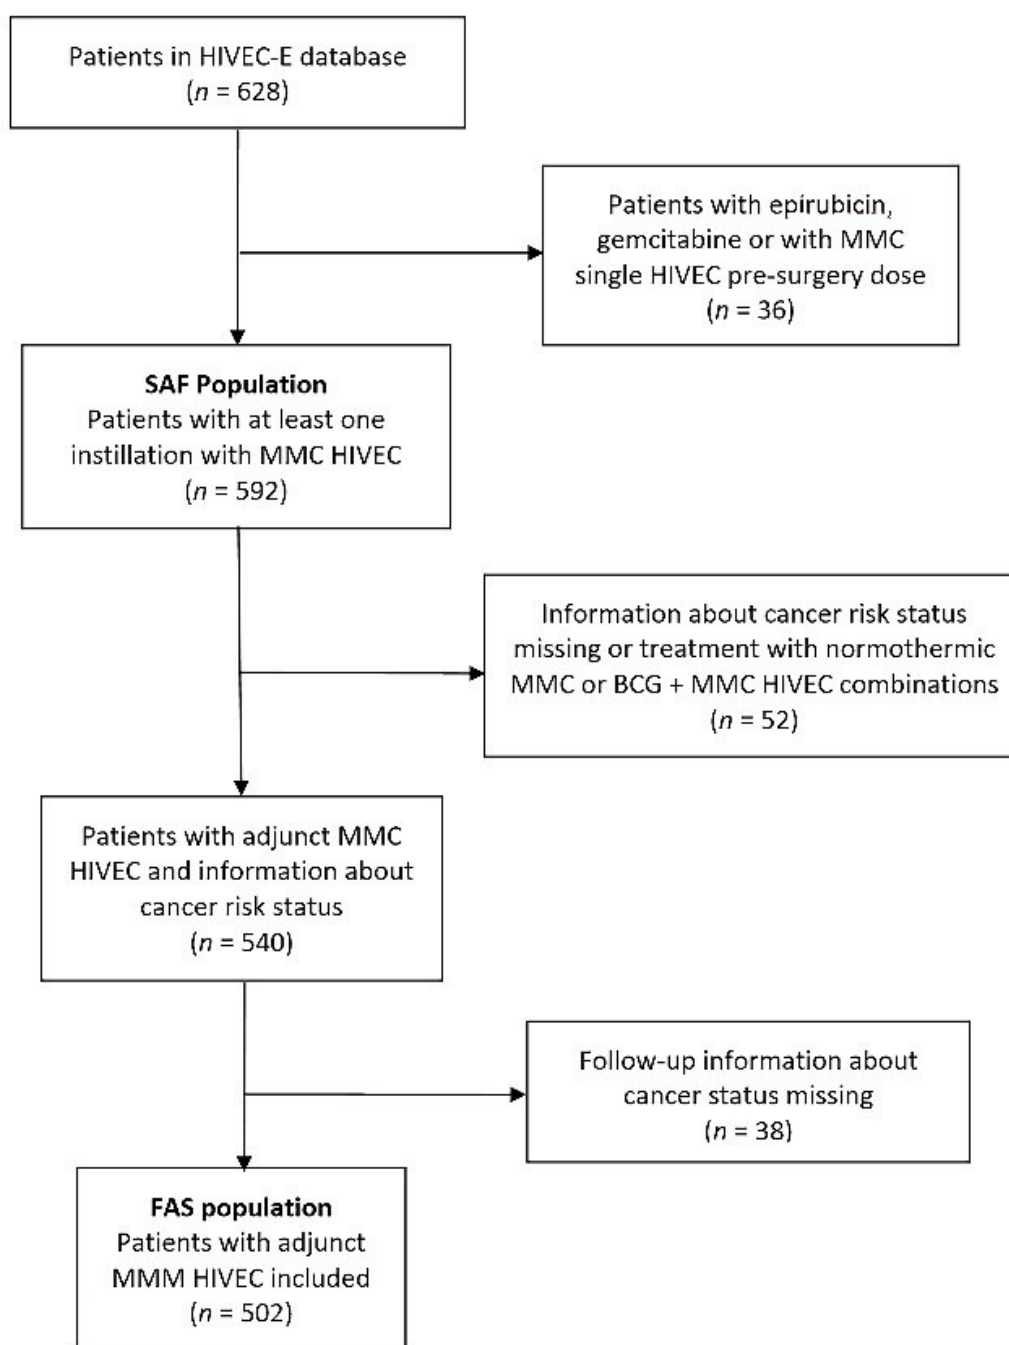 Patients in HIVEC-E database
(n = 628)
Patients with epirubicin,
gemcitabine or with MMC
single HIVEC pre-surgery dose
(n = 36)
SAF Population
Patients with at least one
instillation with MMC HIVEC
(n = 592)
Information about cancer risk status
missing or treatment with normothermic
MMC or BCG + MMC HIVEC combinations
(n = 52)
Patients with adjunct MMC
HIVEC and information about
cancer risk status
(n = 540)
Follow-up information about
cancer status missing
(n = 38)
FAS population
Patients with adjunct
MMM HIVEC included
(n = 502)